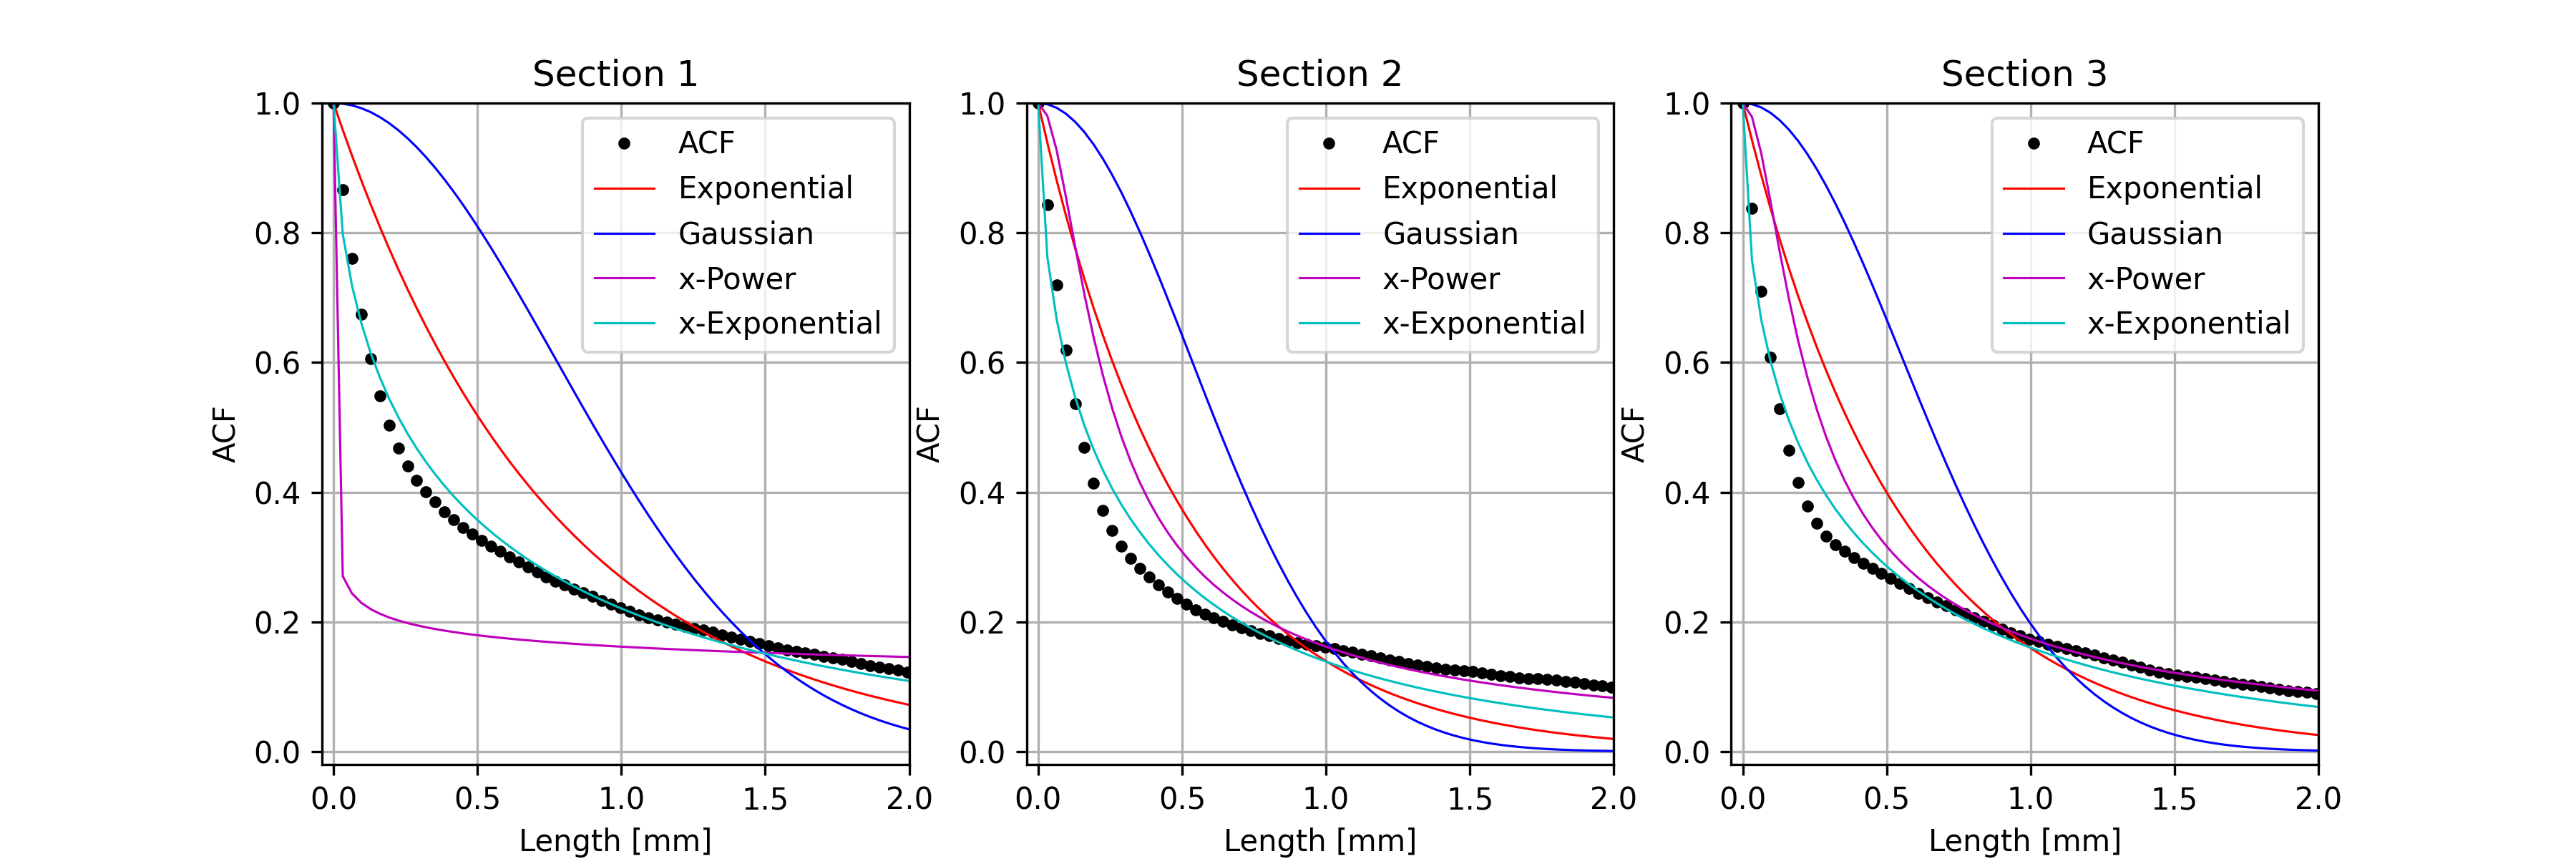 Section 1
1.0
0.8
0.6
0.4
0.2
0.0
ACF
ACF
Exponential
Gaussian
x-Power
x-Exponential
0.0 0.5 1.0 1.5 2.0
Length [mm]
Section 2
1.0
0.8
0.6
0.4
0.2
0.0
ACF
ACF
Exponential
Gaussian
x-Power
x-Exponential
0.0 0.5 1.0 1.5 2.0
Length [mm]
Section 3
1.0
0.8
0.6
0.4
0.2
0.0
ACF
ACF
Exponential
Gaussian
x-Power
x-Exponential
0.0 0.5 1.0 1.5 2.0
Length [mm]